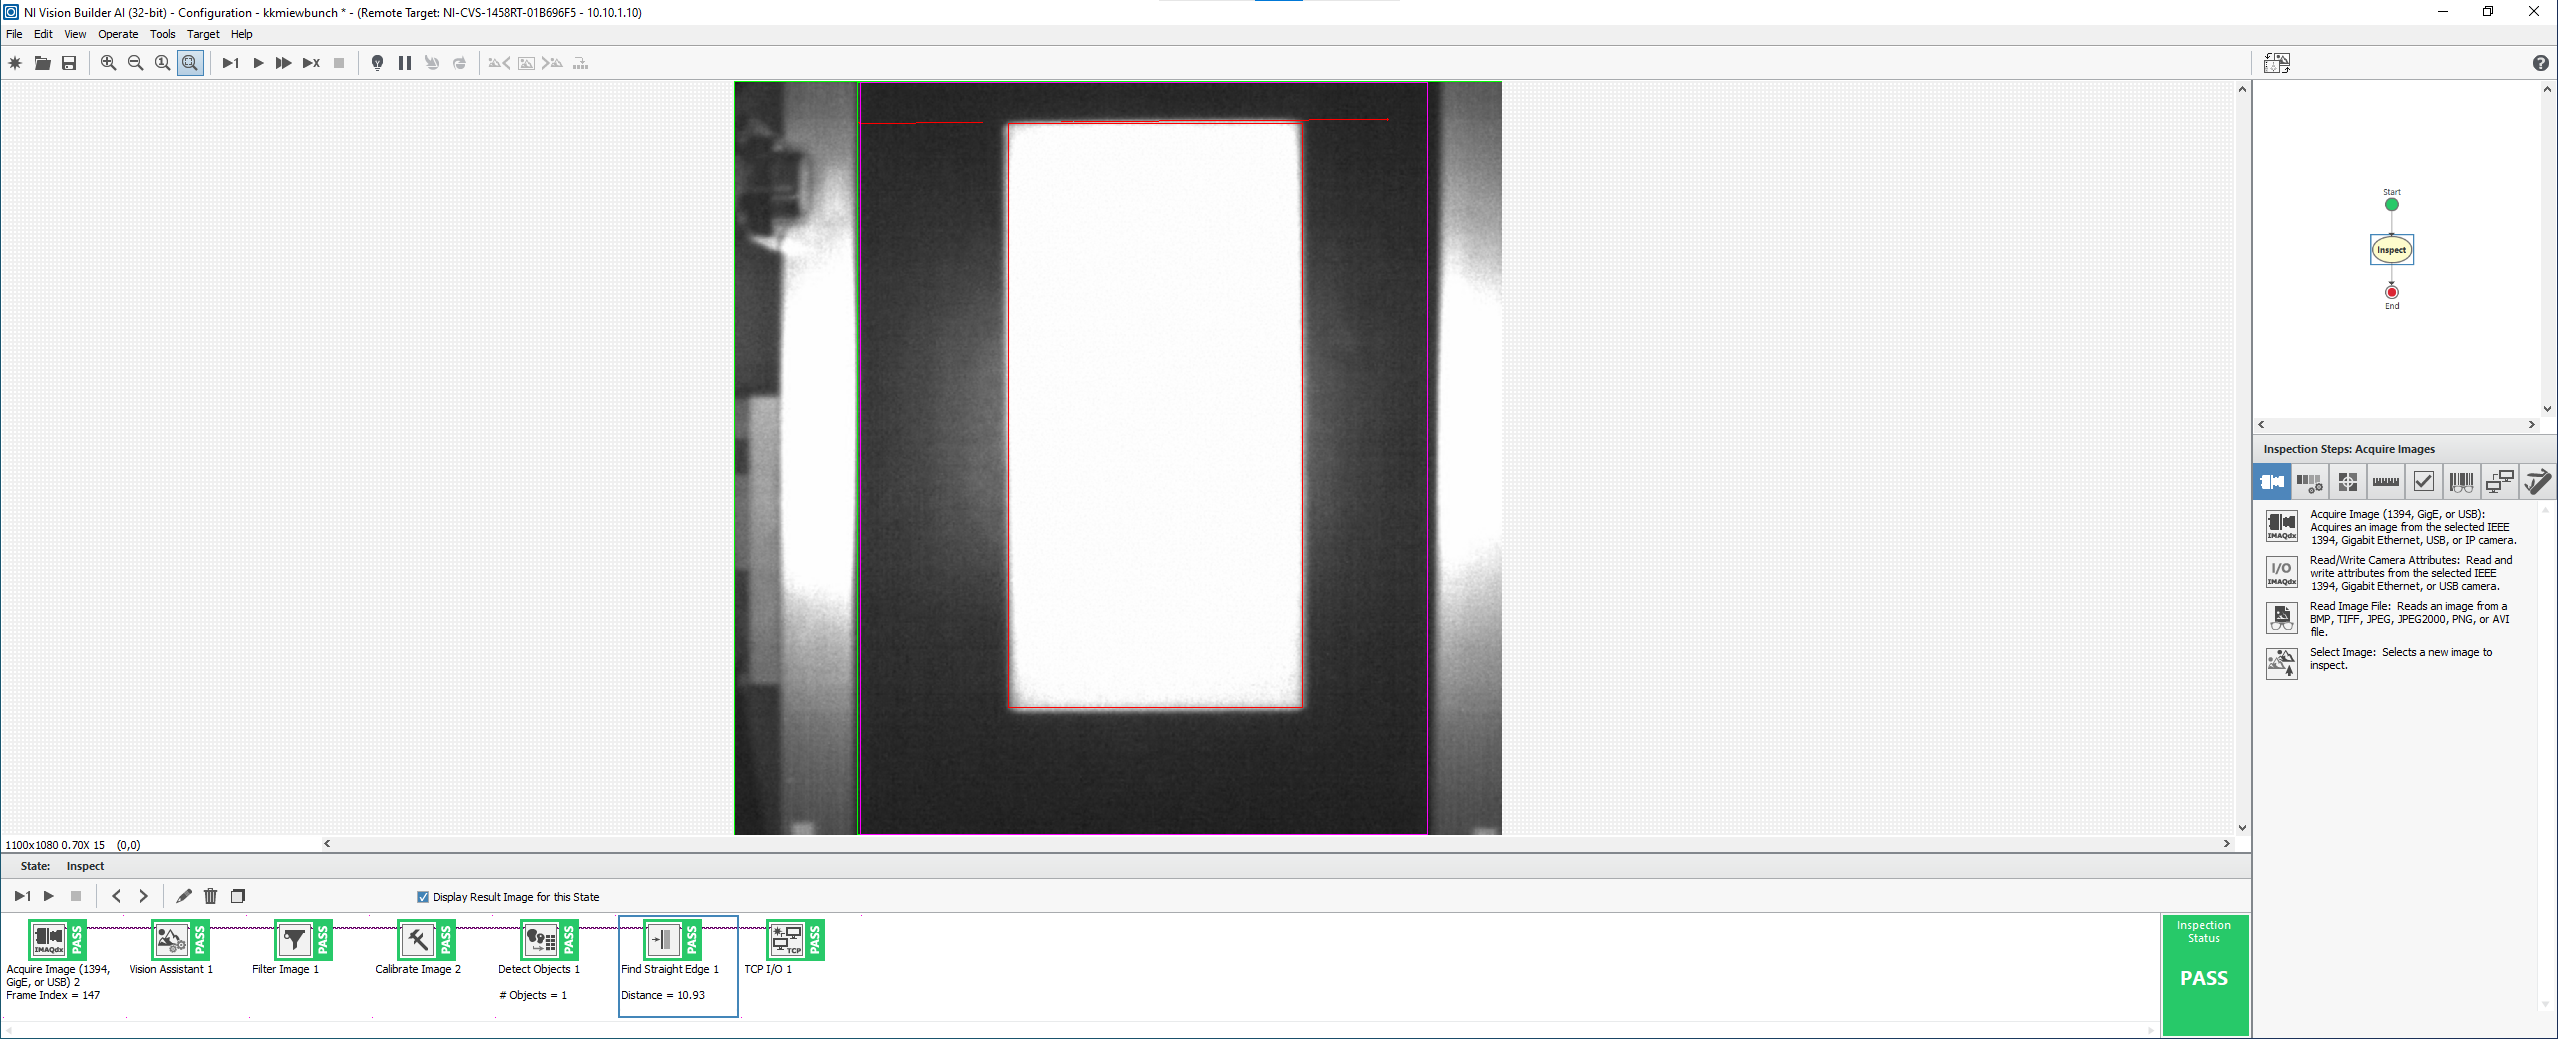 NI Vision Builder AI (32-bit) - Configuration - kkmiewbunch * - (Remote Target: NI-CVS-1458RT-01B696F5 - 10.10.1.10)
File Edit View Operate Tools Target Help
1
1
X
Start
Inspect
End
Inspection Steps: Acquire Images
IMAQdx
Acquire Image (1394, GigE, or USB):
Acquires an image from the selected IEEE
1394, Gigabit Ethernet, USB, or IP camera.
I/O
IMAQdx
Read/Write Camera Attributes: Read and
write attributes from the selected IEEE
1394, Gigabit Ethernet, or USB camera.
Read Image File: Reads an image from a
BMP, TIFF, JPEG, JPEG2000, PNG, or AVI
file.
Select Image: Selects a new image to
inspect.
1100x1080 0.70X 15 (0,0)
State: Inspect
1
Display Result Image for this State
IMAQdx
PASS
Acquire Image (1394,
GigE, or USB) 2
Frame Index = 147
PASS
Vision Assistant 1
PASS
Filter Image 1
PASS
Calibrate Image 2
PASS
Detect Objects 1
# Objects = 1
PASS
Find Straight Edge 1
Distance = 10.93
TCP
PASS
TCP I/O 1
Inspection
Status
PASS